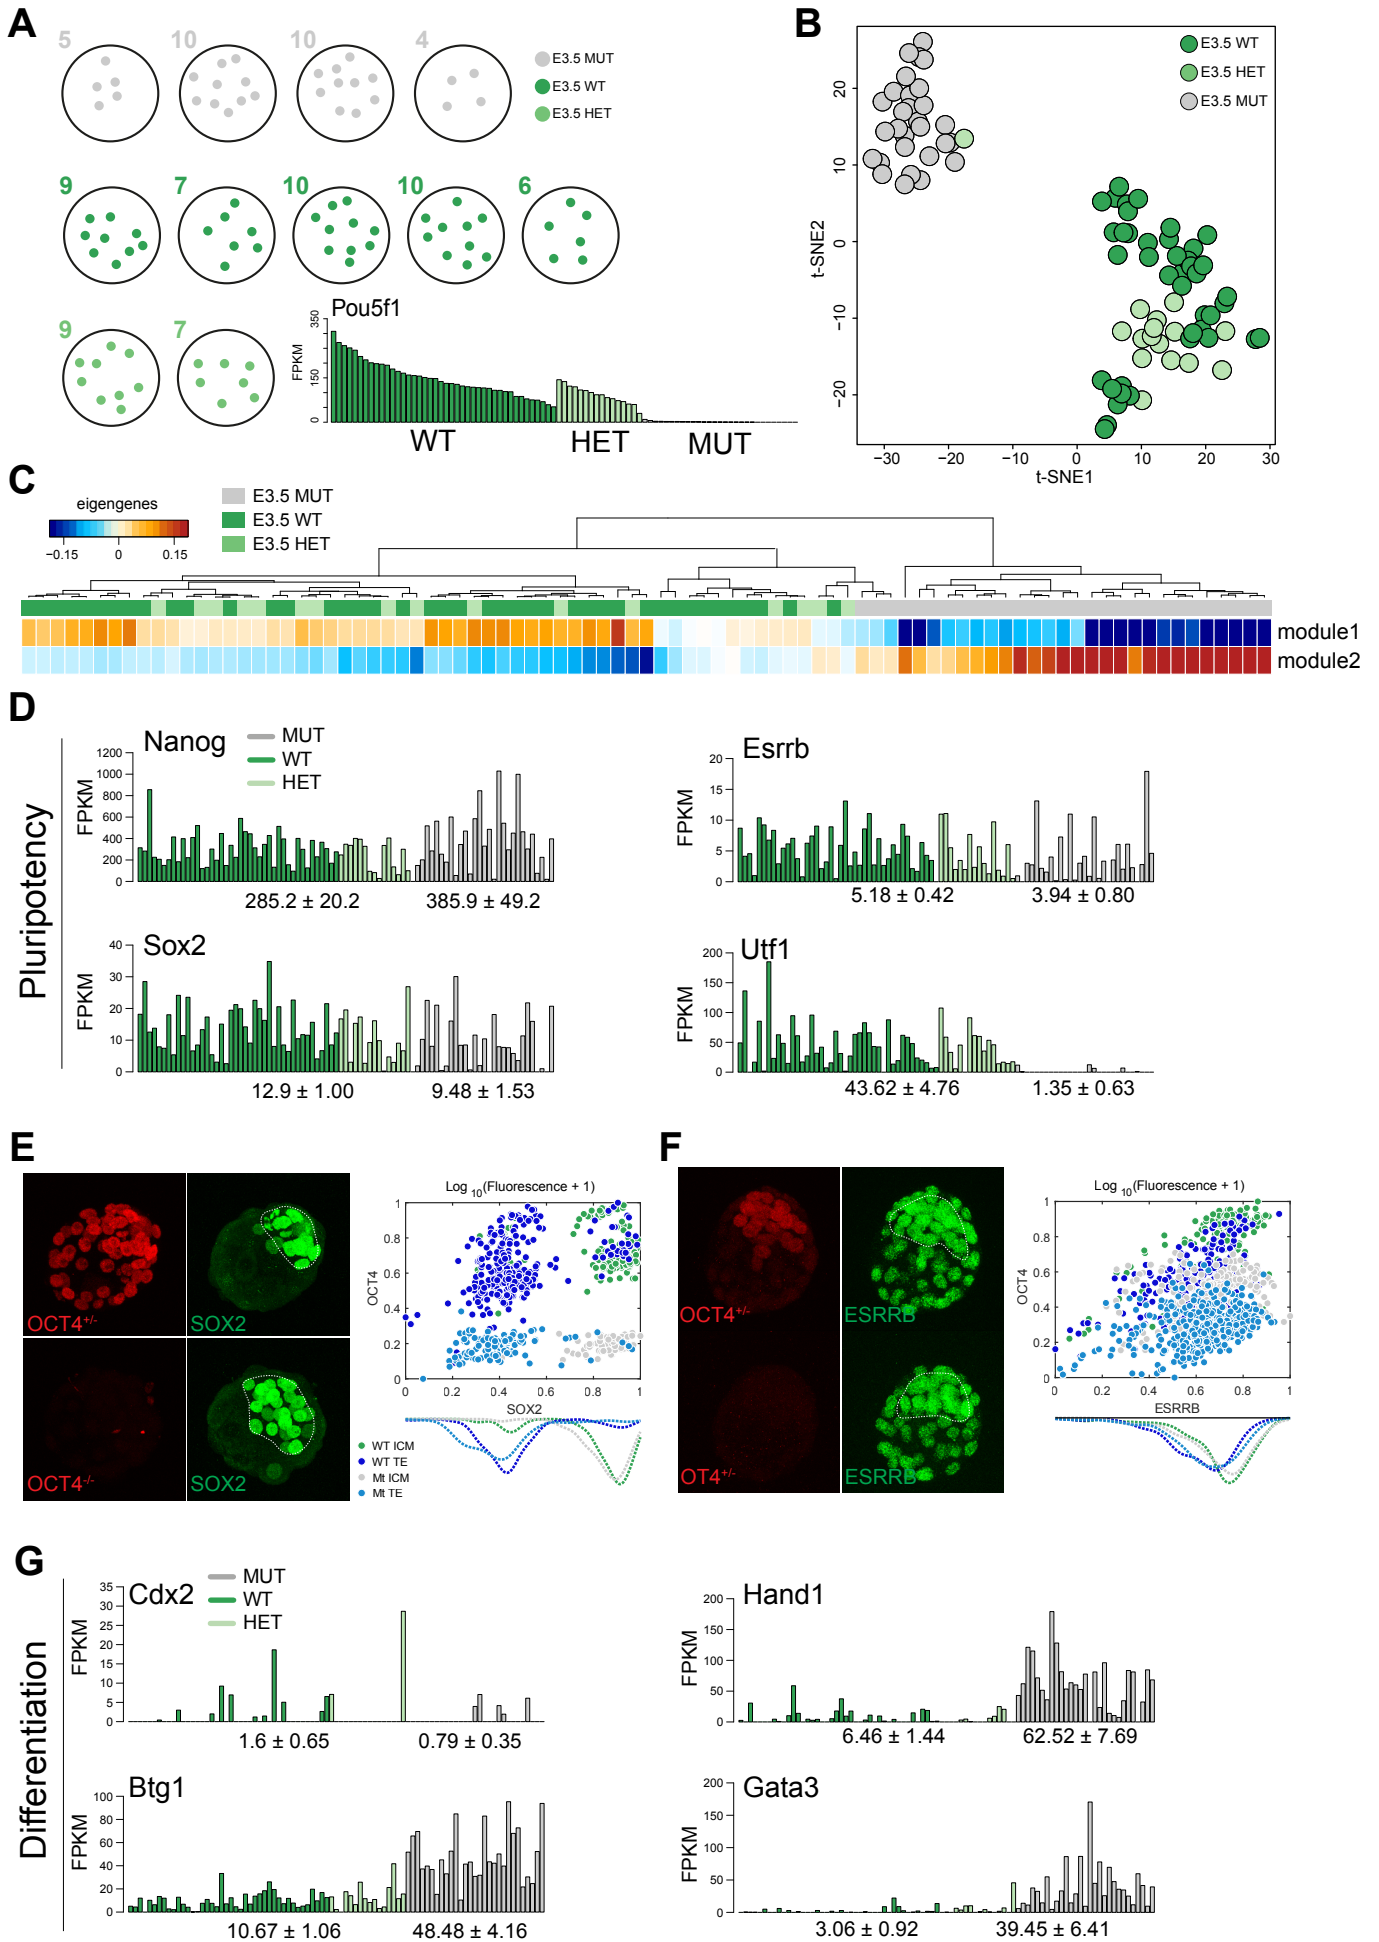 A
5 10 10 4
E3.5 MUT
E3.5 WT
E3.5 HET
9 7 10 10 6
9 7
Pou5f1
FPKM
350
150
0
WT HET MUT
B
E3.5 WT
E3.5 HET
E3.5 MUT
t-SNE2
20
10
0
−10
−20
−30 −20 −10 0 10 20 30
t-SNE1
C
eigengenes
−0.15 0 0.15
E3.5 MUT
E3.5 WT
E3.5 HET
module1
module2
D
Pluripotency
Nanog
MUT
WT
HET
FPKM
1200
1000
800
600
400
200
0
285.2 ± 20.2 385.9 ± 49.2
Esrrb
FPKM
20
15
10
5
0
5.18 ± 0.42 3.94 ± 0.80
Sox2
FPKM
40
30
20
10
0
12.9 ± 1.00 9.48 ± 1.53
Utf1
FPKM
200
150
100
50
0
43.62 ± 4.76 1.35 ± 0.63
E
OCT4+/- SOX2
OCT4-/- SOX2
Log 10(Fluorescence + 1)
OCT4
1
0.8
0.6
0.4
0.2
0
0 0.2 0.4 0.6 0.8 1
SOX2
WT ICM
WT TE
Mt ICM
Mt TE
F
OCT4+/- ESRRB
OT4+/- ESRRB
Log 10(Fluorescence + 1)
OCT4
1
0.8
0.6
0.4
0.2
0
0 0.2 0.4 0.6 0.8 1
ESRRB
G
Differentiation
Cdx2
MUT
WT
HET
FPKM
35
30
25
20
15
10
5
0
1.6 ± 0.65 0.79 ± 0.35
Hand1
FPKM
200
150
100
50
0
6.46 ± 1.44 62.52 ± 7.69
Btg1
FPKM
100
80
60
40
20
0
10.67 ± 1.06 48.48 ± 4.16
Gata3
FPKM
200
150
100
50
0
3.06 ± 0.92 39.45 ± 6.41